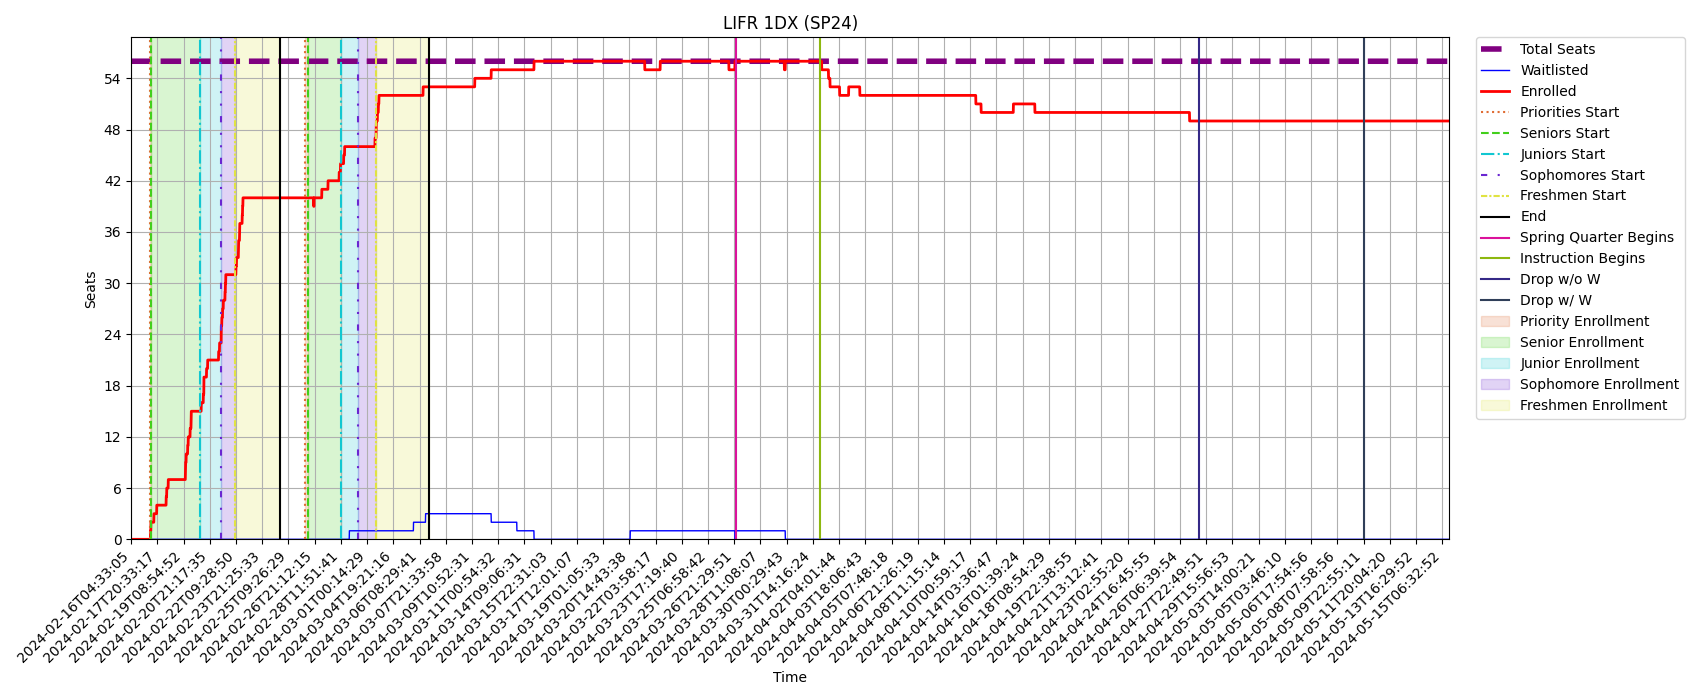 LIFR 1DX (SP24)
Total Seats
Waitlisted
Enrolled
Priorities Start
Seniors Start
Juniors Start
Sophomores Start
Freshmen Start
End
Spring Quarter Begins
Instruction Begins
Drop w/o W
Drop w/ W
Priority Enrollment
Senior Enrollment
Junior Enrollment
Sophomore Enrollment
Freshmen Enrollment
Seats
54
48
42
36
30
24
18
12
6
0
2024-02-16T04:33:05
2024-02-17T20:33:17
2024-02-19T08:54:52
2024-02-20T21:17:35
2024-02-22T09:28:50
2024-02-23T21:25:33
2024-02-25T09:26:29
2024-02-26T21:12:15
2024-02-28T11:51:41
2024-03-01T00:14:29
2024-03-04T19:21:16
2024-03-06T08:29:41
2024-03-07T21:33:58
2024-03-09T10:52:31
2024-03-11T00:54:32
2024-03-14T09:06:31
2024-03-15T22:31:03
2024-03-17T12:01:07
2024-03-19T01:05:33
2024-03-20T14:43:38
2024-03-22T03:58:17
2024-03-23T17:19:40
2024-03-25T06:58:42
2024-03-26T21:29:51
2024-03-28T11:08:07
2024-03-30T00:29:43
2024-03-31T14:16:24
2024-04-02T04:01:44
2024-04-03T18:06:43
2024-04-05T07:48:18
2024-04-06T21:26:19
2024-04-08T11:15:14
2024-04-10T00:59:17
2024-04-14T03:36:47
2024-04-16T01:39:24
2024-04-18T08:54:29
2024-04-19T22:38:55
2024-04-21T13:12:41
2024-04-23T02:55:20
2024-04-24T16:45:55
2024-04-26T06:39:54
2024-04-27T22:49:51
2024-04-29T15:56:53
2024-05-03T14:00:21
2024-05-05T03:46:10
2024-05-06T17:54:56
2024-05-08T07:58:56
2024-05-09T22:55:11
2024-05-11T20:04:20
2024-05-13T16:29:52
2024-05-15T06:32:52
Time